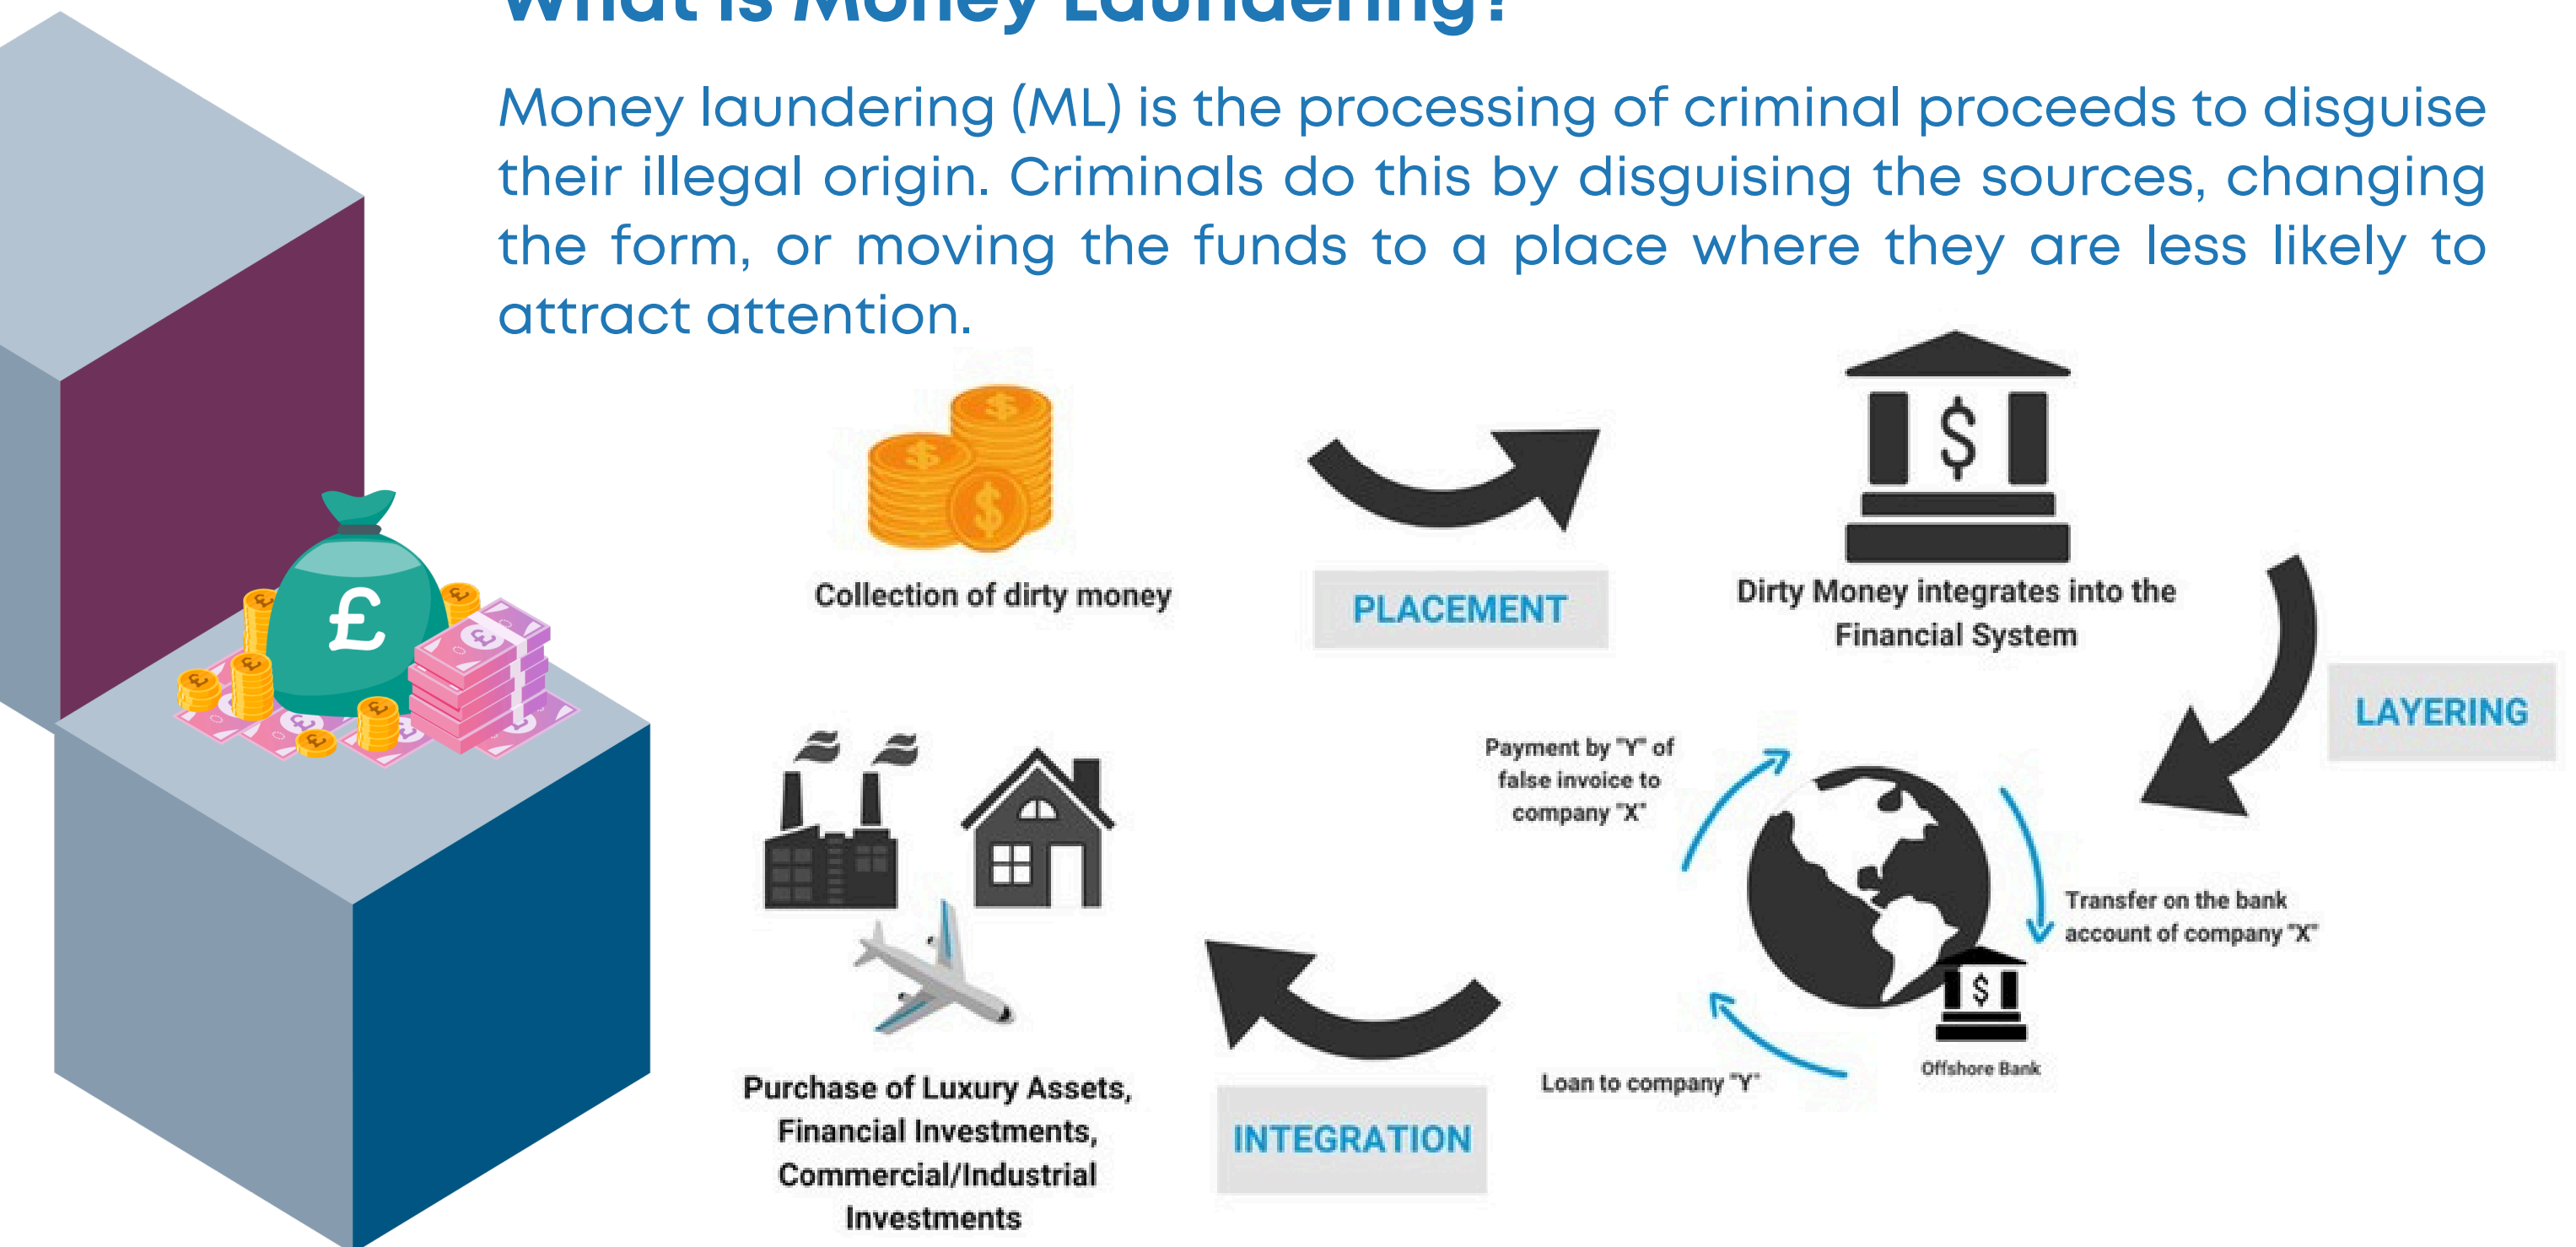 What is Money Laundering?
Money laundering (ML) is the processing of criminal proceeds to disguise
their illegal origin. Criminals do this by disguising the sources, changing
the form, or moving the funds to a place where they are less likely to
attract attention.
$
$
$
Collection of dirty money
PLACEMENT
$
Dirty Money integrates into the
Financial System
LAYERING
£
Payment by "Y" of
false invoice to
company "X"
Transfer on the bank
account of company "X"
$
Offshore Bank
Loan to company "Y"
INTEGRATION
Purchase of Luxury Assets,
Financial Investments,
Commercial/Industrial
Investments